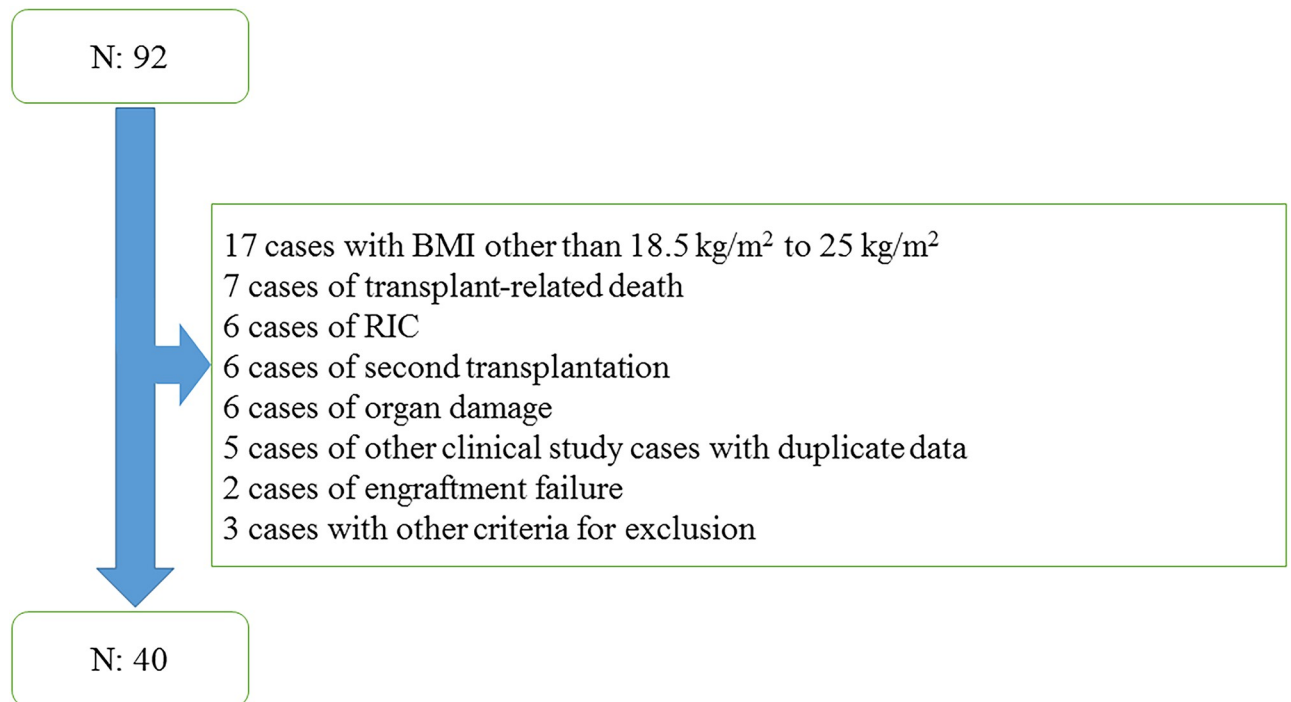 N: 92
17 cases with BMI other than 18.5 kg/m² to 25 kg/m²
7 cases of transplant-related death
6 cases of RIC
6 cases of second transplantation
6 cases of organ damage
5 cases of other clinical study cases with duplicate data
2 cases of engraftment failure
3 cases with other criteria for exclusion
N: 40